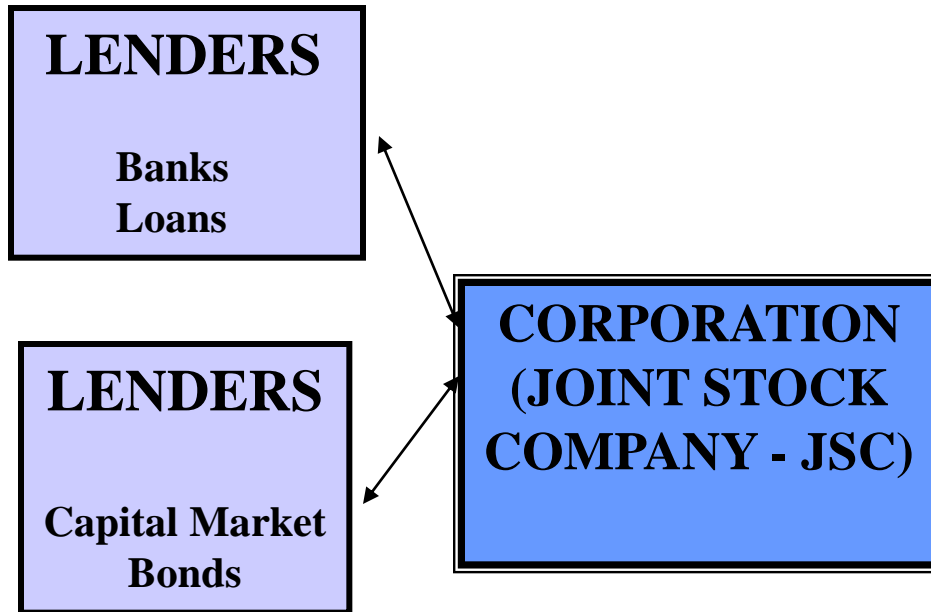 LENDERS
Banks
Loans
LENDERS
Capital Market
Bonds
CORPORATION
(JOINT STOCK
COMPANY - JSC)